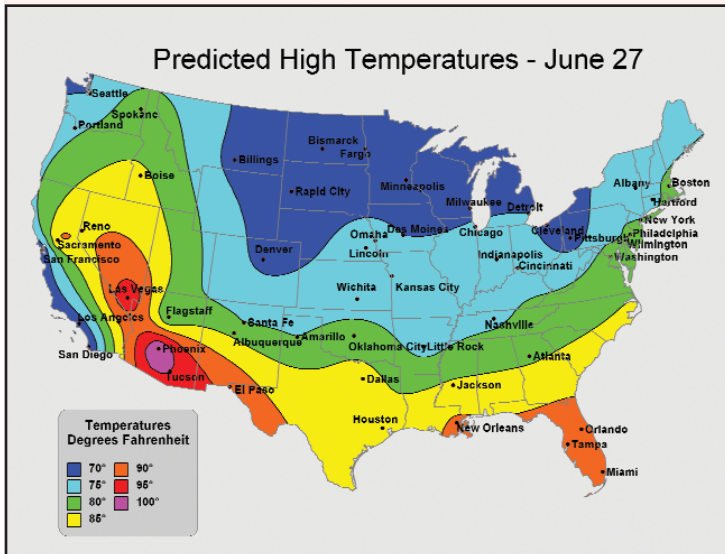 Predicted High Temperatures - June 27
Seattle
Spokane
Portland
Bismarck
Fargo
Billings
Boise
Rapid City
Minneapolis
Milwaukee
Detroit
Albany
Boston
Hartford
New York
Reno
Sacramento
San Francisco
Omaha
Des Moines
Chicago
Cleveland
Pittsburgh
Philadelphia
Wilmington
Washington
Denver
Lincoln
Indianapolis
Cincinnati
Las Vegas
Wichita
Kansas City
Los Angeles
Flagstaff
Santa Fe
Nashville
Albuquerque
Amarillo
Oklahoma City
Little Rock
San Diego
Phoenix
Tucson
Atlanta
El Paso
Dallas
Jackson
Houston
New Orleans
Orlando
Tampa
Miami
Temperatures
Degrees Fahrenheit
70° 90°
75° 95°
80° 100°
85°